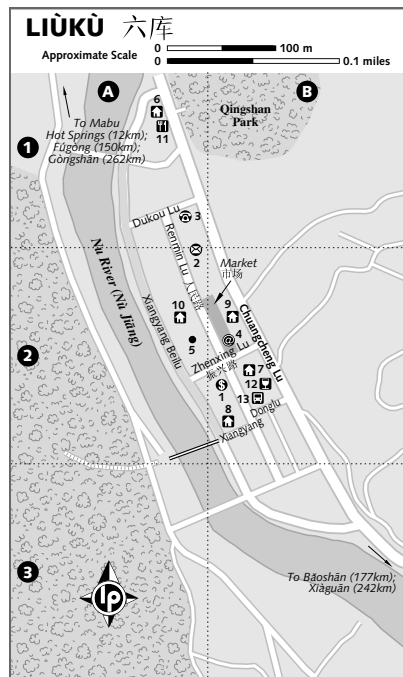 LIÙKÙ 六库
Approximate Scale
0 100 m
0 0.1 miles
A
B
1
2
3
To Mabu
Hot Springs (12km);
Fúgòng (150km);
Gòngshān (262km)
6
11
Qingshan
Park
Dukou Lu
3
2
Renmin Lu 人民路
Market
市场
Nu River (Nù Jiāng)
Xiangyang Beilu
10
9
Chuangcheng Lu
4
@
5
Zhenxing Lu
振兴路
7
$
1
12
13
8
Xiangyang Donglu
To Bǎoshān (177km);
Xiàguān (242km)
lp